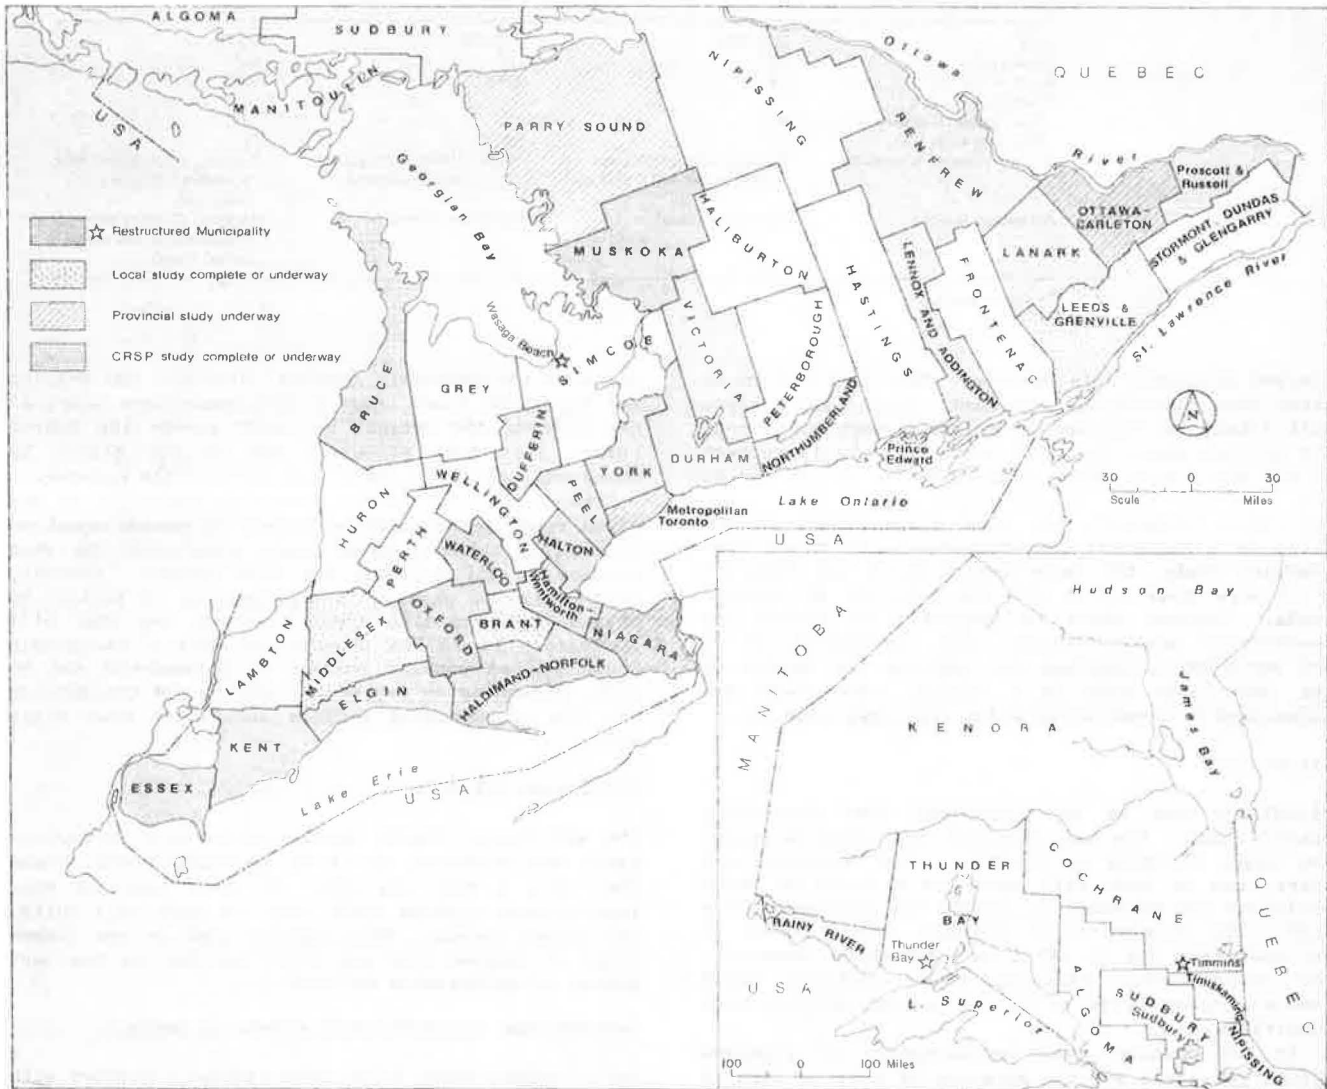 ALGOMA
SUDBURY
MANITOULIN
USA
PARRY SOUND
NIPISSING
Ottawa
River
QUEBEC
RENFREW
Georgian Bay
Prescott &
Russell
OTTAWA-
CARLETON
STORMONT, DUNDAS
& GLENGARRY
Restructured Municipality
Local study complete or underway
Provincial study underway
CRSP study complete or underway
MUSKOKA
HALIBURTON
HASTINGS
LENNOX AND ADDINGTON
FRONTENAC
LANARK
LEEDS &
GRENVILLE
St. Lawrence River
Wasaga Beach
SIMCOE
VICTORIA
PETERBOROUGH
NORTHUMBERLAND
BRUCE
GREY
DUFFERIN
YORK
DURHAM
Prince
Edward
N
PEEL
Metropolitan
Toronto
Lake Ontario
30 0 30
Scale Miles
USA
HURON
PERTH
WELLINGTON
WATERLOO
HALTON
Hamilton-
Wentworth
OXFORD
BRANT
NIAGARA
LAMBTON
MIDDLESEX
ELGIN
HALDIMAND-NORFOLK
KENT
ESSEX
Lake Erie
USA
MANITOBA
Hudson Bay
James Bay
KENORA
THUNDER
BAY
COCHRANE
QUEBEC
RAINY RIVER
Thunder
Bay
Timmins
Timiskaming
USA
L. Superior
ALGOMA
SUDBURY
Sudbury
NIPISSING
100 0 100 Miles